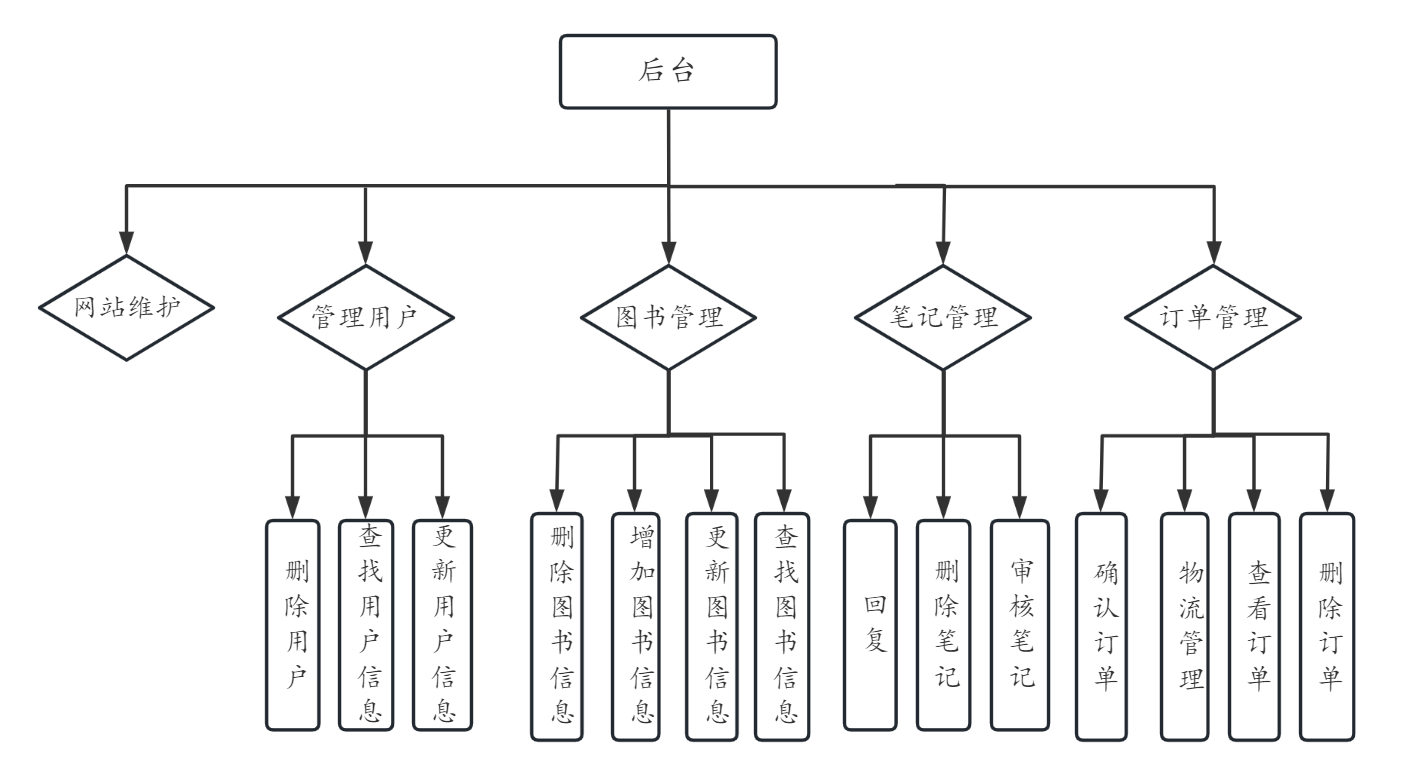 后台
网站维护
管理用户
图书管理
笔记管理
订单管理
删除用户
查找用户信息
更新用户信息
删除图书信息
增加图书信息
更新图书信息
查找图书信息
回复
删除笔记
审核笔记
确认订单
物流管理
查看订单
删除订单